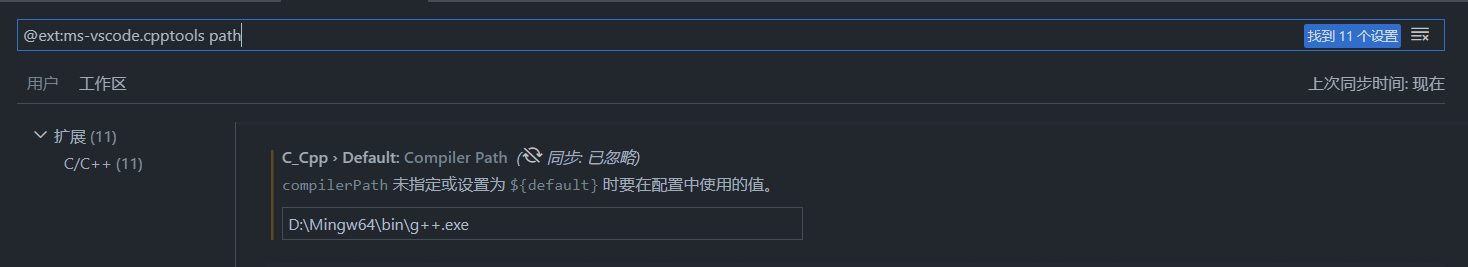 @ext:ms-vscode.cpptools path
找到 11 个设置
用户 工作区
上次同步时间: 现在
扩展 (11)
C/C++ (11)
C_Cpp › Default: Compiler Path (同步: 已忽略)
compilerPath 未指定或设置为 ${default} 时要在配置中使用的值。
D:\Mingw64\bin\g++.exe